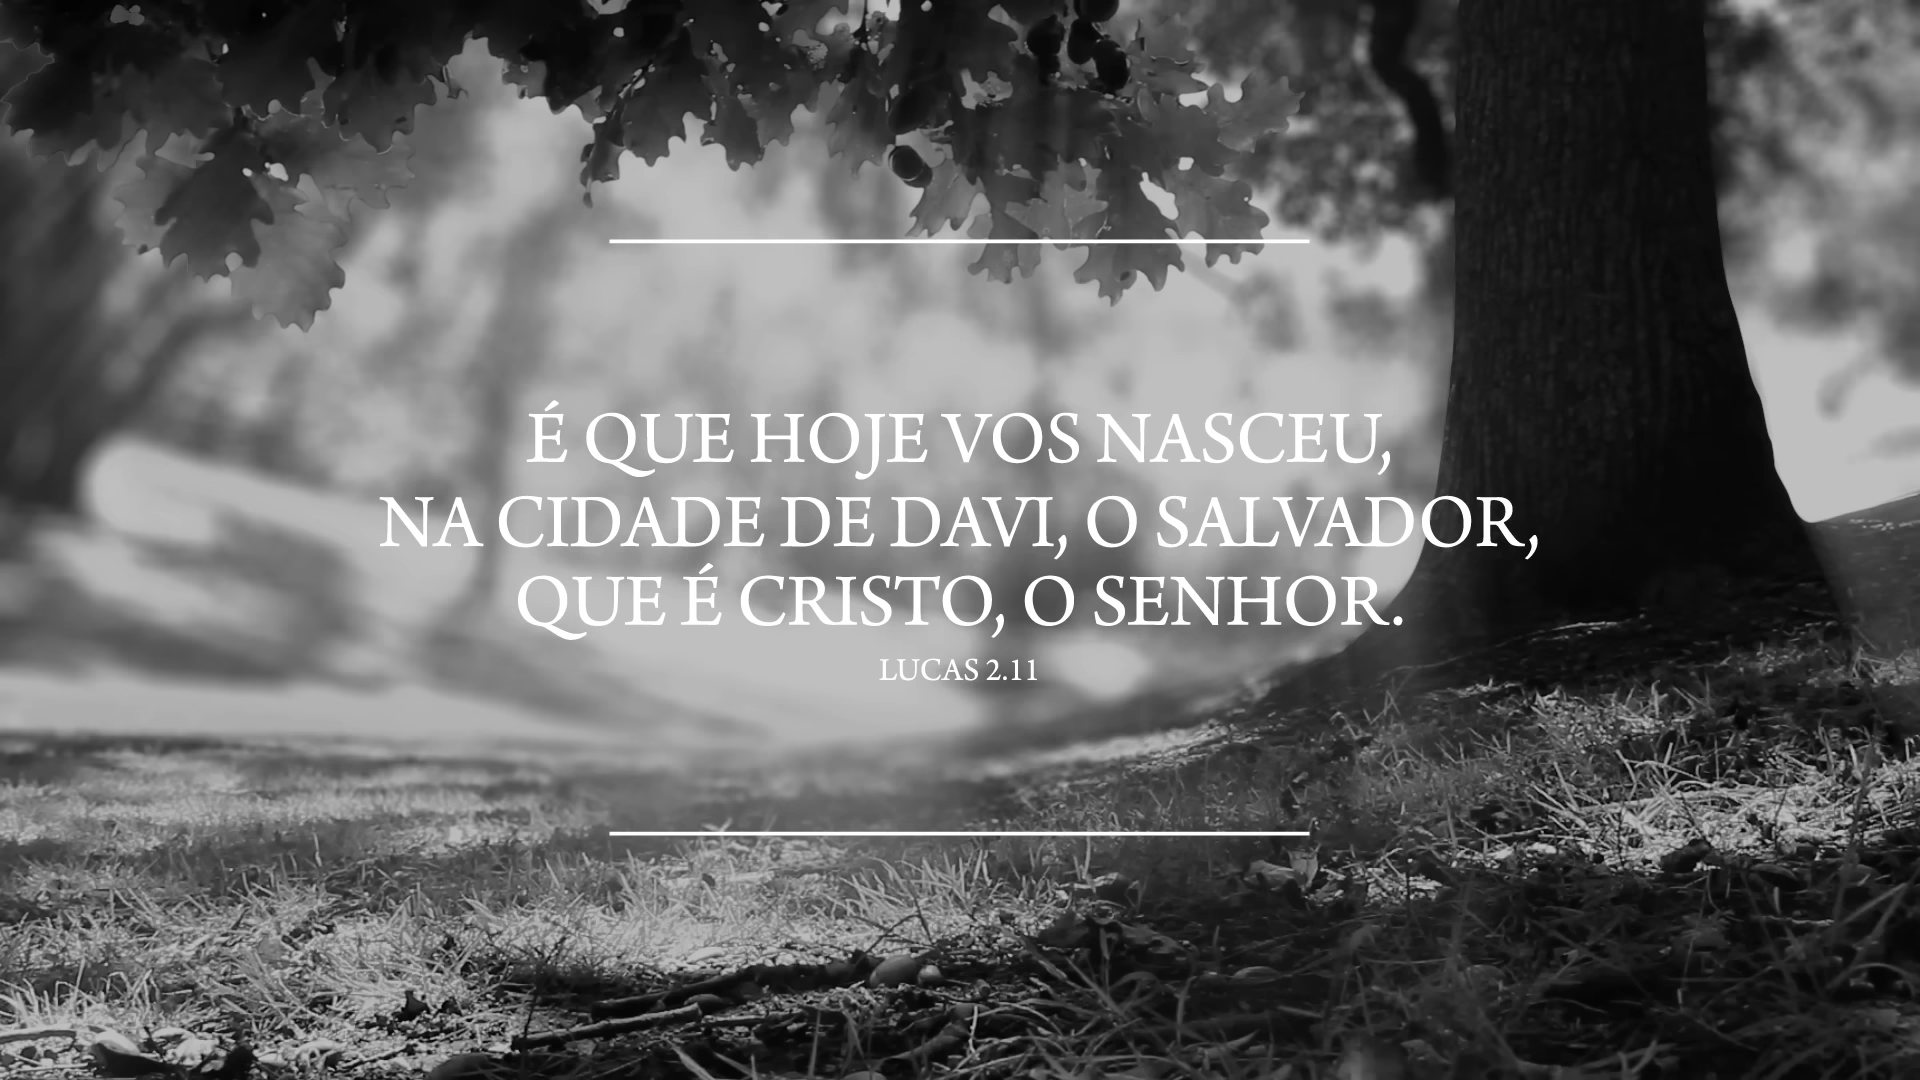 É QUE HOJE VOS NASCEU,
NA CIDADE DE DAVI, O SALVADOR,
QUE É CRISTO, O SENHOR.
LUCAS 2.11